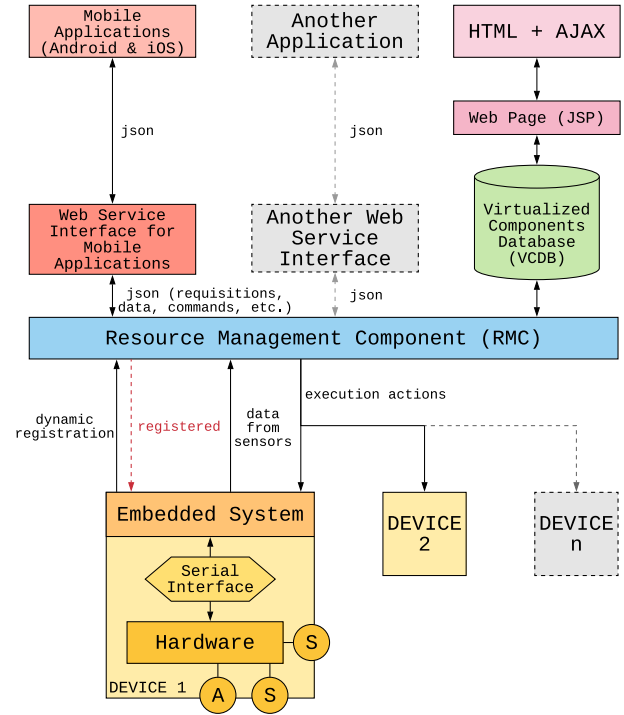 Mobile
Applications
(Android & iOS)
Another
Application
HTML + AJAX
json
json
Web Page (JSP)
Virtualized
Components
Database
(VCDB)
Web Service
Interface for
Mobile
Applications
Another Web
Service
Interface
json (requisitions,
data, commands, etc.)
json
Resource Management Component (RMC)
execution actions
dynamic
registration
registered
data
from
sensors
Embedded System
DEVICE
2
DEVICE
n
Serial
Interface
Hardware
S
DEVICE 1
A
S